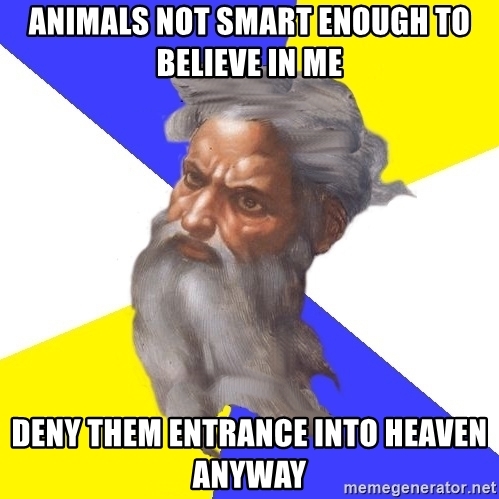 ANIMALS NOT SMART ENOUGH TO
BELIEVE IN ME
DENY THEM ENTRANCE INTO HEAVEN
ANYWAY
memegenerator.net